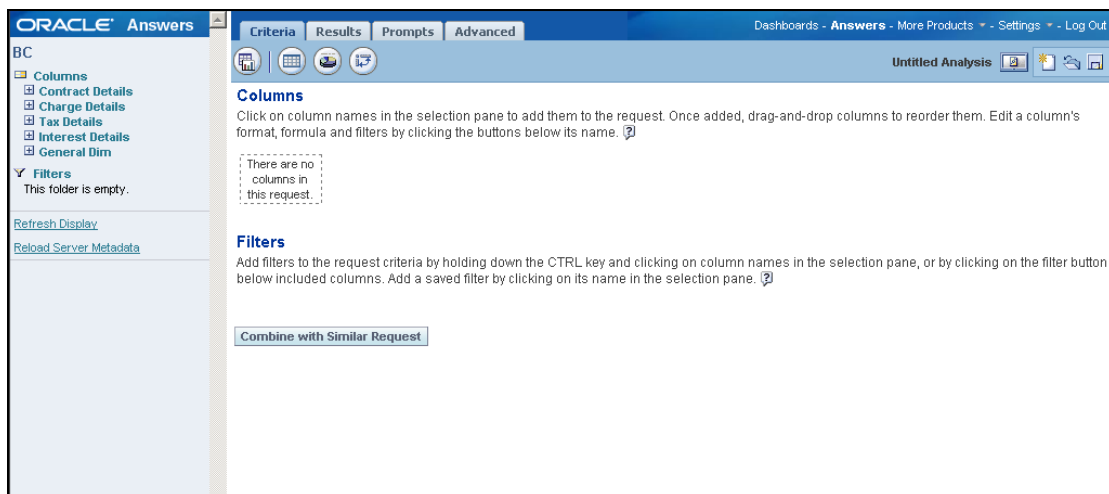 ORACLE Answers
BC
Columns
Contract Details
Charge Details
Tax Details
Interest Details
General Dim
Filters
This folder is empty.
Refresh Display
Reload Server Metadata
Criteria Results Prompts Advanced
Dashboards - Answers - More Products - Settings - Log Out
Untitled Analysis
Columns
Click on column names in the selection pane to add them to the request. Once added, drag-and-drop columns to reorder them. Edit a column's
format, formula and filters by clicking the buttons below its name. ?
There are no
columns in
this request.
Filters
Add filters to the request criteria by holding down the CTRL key and clicking on column names in the selection pane, or by clicking on the filter button
below included columns. Add a saved filter by clicking on its name in the selection pane. ?
Combine with Similar Request